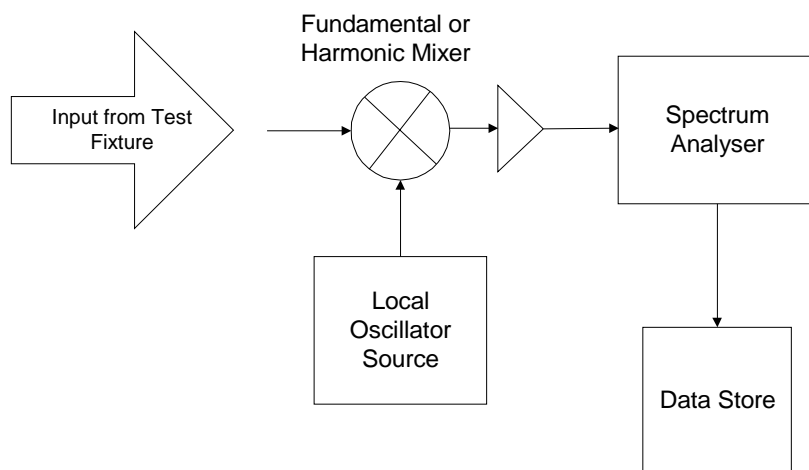 Fundamental or
Harmonic Mixer
Input from Test
Fixture
Spectrum
Analyser
Local
Oscillator
Source
Data Store